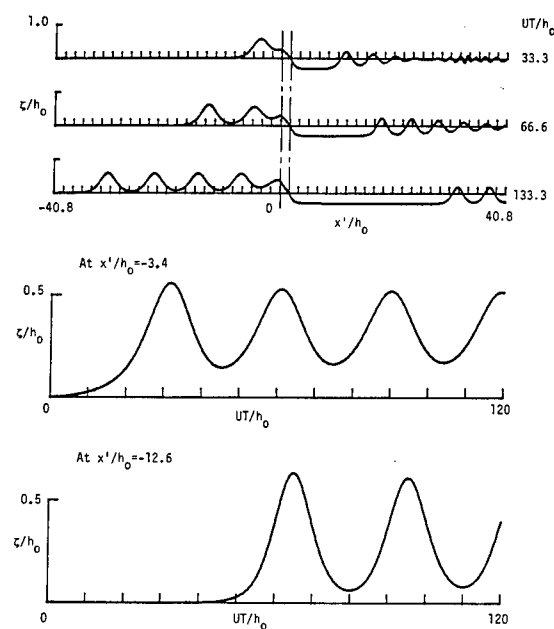 1.0
UT/h₀
33.3
ζ/h₀
66.6
133.3
-40.8
0
40.8
x'/h₀
At x'/h₀=-3.4
0.5
ζ/h₀
0
UT/h₀
120
At x'/h₀=-12.6
0.5
ζ/h₀
0
UT/h₀
120